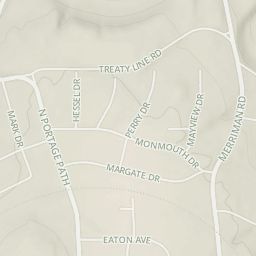 TREATY LINE RD
HESSEL DR
N PORTAGE PATH
MARK DR
PERRY DR
MAYVIEW DR
MERRIMAN RD
MONMOUTH DR
MARGATE DR
EATON AVE